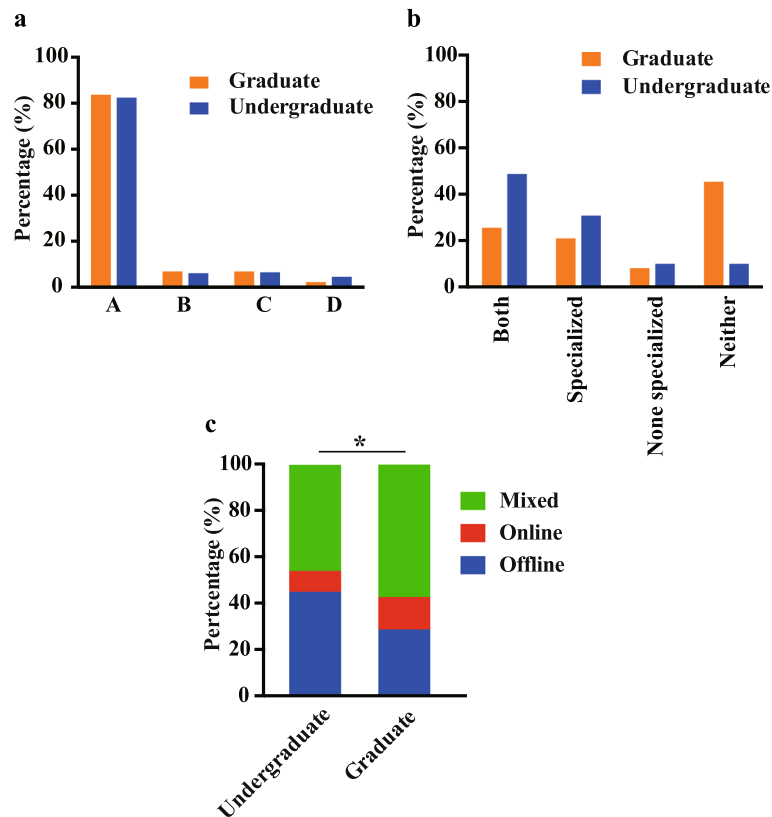 a
100
80
60
40
20
0
Percentage (%)
Graduate
Undergraduate
A B C D
b
100
80
60
40
20
0
Percentage (%)
Graduate
Undergraduate
Both
Specialized
None specialized
Neither
c
*
100
80
60
40
20
0
Pertcentage (%)
Mixed
Online
Offline
Undergraduate
Graduate